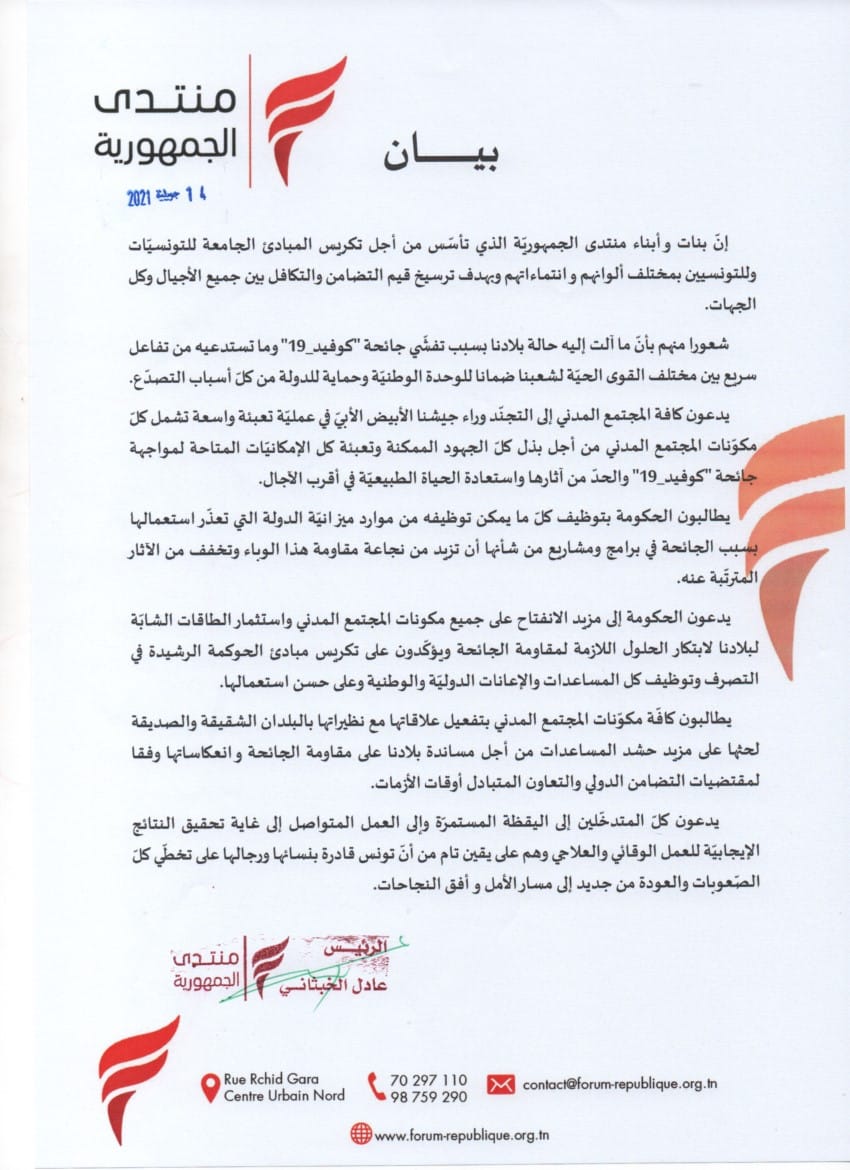 منتدى
الجمهورية
بيـــــان
14 جويلية 2021
إنّ بنات وأبناء منتدى الجمهوريّة الذي تأسّس من أجل تكريس المبادئ الجامعة للتونسيّات
وللتونسيين بمختلف ألوانهم وانتماءاتهم وبهدف ترسيخ قيم التضامن والتكافل بين جميع الأجيال وكل
الجهات.
شعورا منهم بأنّ ما آلت إليه حالة بلادنا بسبب تفشّي جائحة "كوفيد_19" وما تستدعيه من تفاعل
سريع بين مختلف القوى الحيّة لشعبنا ضمانا للوحدة الوطنيّة وحماية للدولة من كلّ أسباب التصدّع.
يدعون كافة المجتمع المدني إلى التجنّد وراء جيشنا الأبيض الأبيّ في عمليّة تعبئة واسعة تشمل كلّ
مكوّنات المجتمع المدني من أجل بذل كلّ الجهود الممكنة وتعبئة كل الإمكانيّات المتاحة لمواجهة
جائحة "كوفيد_19" والحدّ من آثارها واستعادة الحياة الطبيعيّة في أقرب الآجال.
يطالبون الحكومة بتوظيف كلّ ما يمكن توظيفه من موارد ميزانيّة الدولة التي تعذّر استعمالها
بسبب الجائحة في برامج ومشاريع من شأنها أن تزيد من نجاعة مقاومة هذا الوباء وتخفف من الآثار
المترتّبة عنه.
يدعون الحكومة إلى مزيد الانفتاح على جميع مكونات المجتمع المدني واستثمار الطاقات الشابّة
لبلادنا لابتكار الحلول اللازمة لمقاومة الجائحة ويؤكّدون على تكريس مبادئ الحوكمة الرشيدة في
التصرف وتوظيف كل المساعدات والإعانات الدوليّة والوطنية وعلى حسن استعمالها.
يطالبون كافّة مكوّنات المجتمع المدني بتفعيل علاقاتها مع نظيراتها بالبلدان الشقيقة والصديقة
لحثها على مزيد حشد المساعدات من أجل مساندة بلادنا على مقاومة الجائحة وانعكاساتها وفقا
لمقتضيات التضامن الدولي والتعاون المتبادل أوقات الأزمات.
يدعون كلّ المتدخّلين إلى اليقظة المستمرّة وإلى العمل المتواصل إلى غاية تحقيق النتائج
الإيجابيّة للعمل الوقائي والعلاجي وهم على يقين تام من أنّ تونس قادرة بنسائها ورجالها على تخطّي كلّ
الصّعوبات والعودة من جديد إلى مسار الأمل وأفق النجاحات.
الرئيس
عادل الخبثاني
منتدى
الجمهورية
Rue Rchid Gara
Centre Urbain Nord
70 297 110
98 759 290
contact@forum-republique.org.tn
www.forum-republique.org.tn